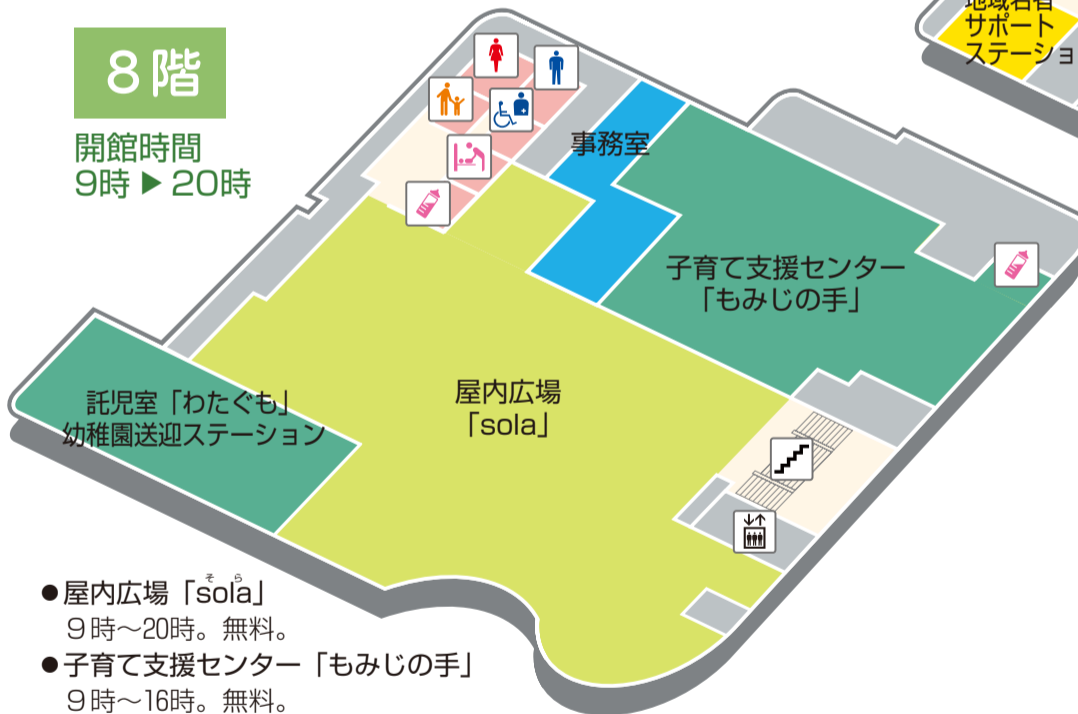 8階
開館時間
9時▶20時
サポート
ステーショ
事務室
子育て支援センター
「もみじの手」
屋内広場
「sola」
託児室「わたぐも」
幼稚園送迎ステーション
●屋内広場「sola」
そら
9時～20時。無料。
●子育て支援センター「もみじの手」
9時～16時。無料。